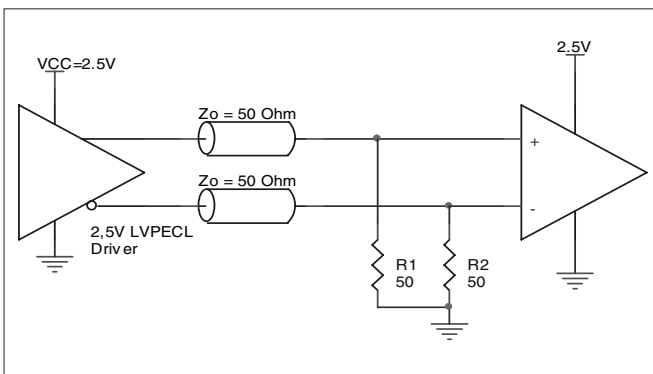 2.5V
VCC=2.5V
Zo = 50 Ohm
+
Zo = 50 Ohm
-
2,5V LVPECL
Driver
R1
50
R2
50